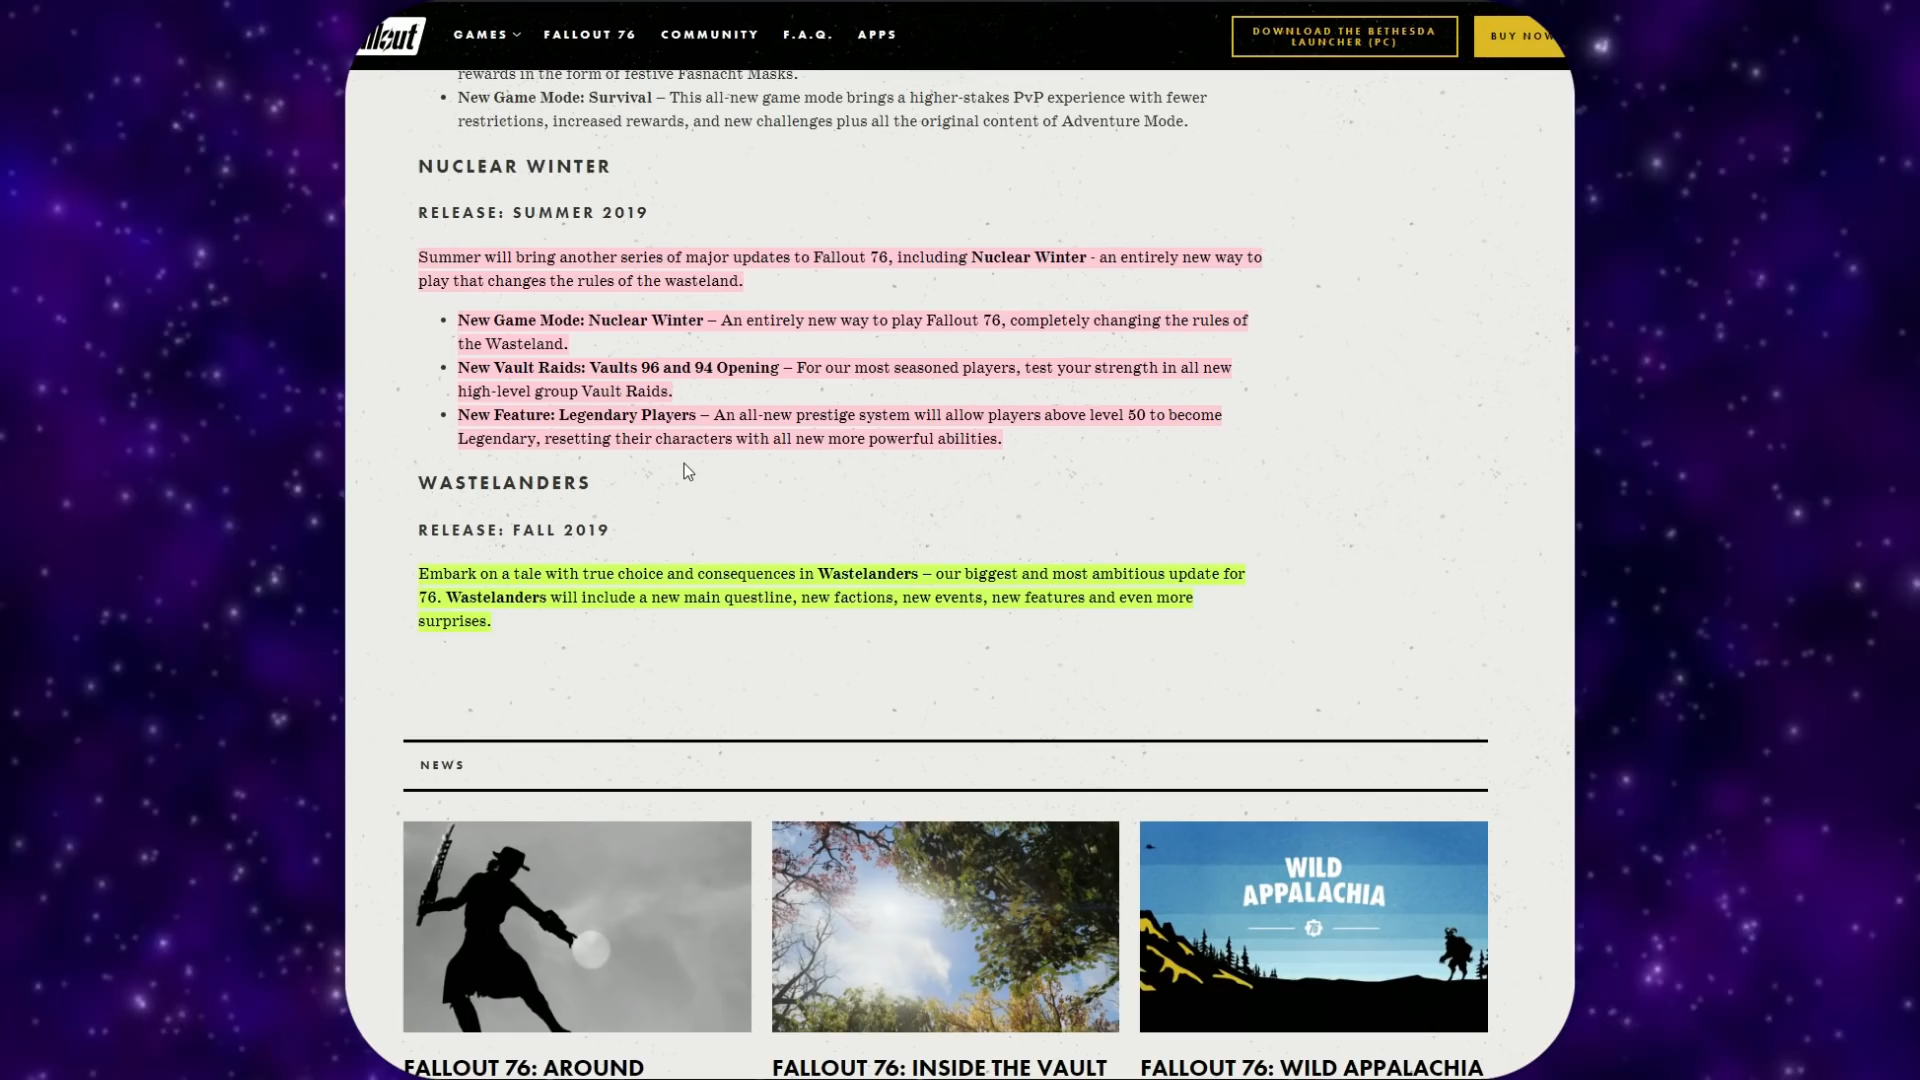 GAMES FALLOUT 76 COMMUNITY F.A.Q. APPS
DOWNLOAD THE BETHESDA
LAUNCHER (PC)
BUY NOW
rewards in the form of festive Fasnacht Masks.
• New Game Mode: Survival – This all-new game mode brings a higher-stakes PvP experience with fewer
restrictions, increased rewards, and new challenges plus all the original content of Adventure Mode.
NUCLEAR WINTER
RELEASE: SUMMER 2019
Summer will bring another series of major updates to Fallout 76, including Nuclear Winter - an entirely new way to
play that changes the rules of the wasteland.
• New Game Mode: Nuclear Winter – An entirely new way to play Fallout 76, completely changing the rules of
the Wasteland.
• New Vault Raids: Vaults 96 and 94 Opening – For our most seasoned players, test your strength in all new
high-level group Vault Raids.
• New Feature: Legendary Players – An all-new prestige system will allow players above level 50 to become
Legendary, resetting their characters with all new more powerful abilities.
WASTELANDERS
RELEASE: FALL 2019
Embark on a tale with true choice and consequences in Wastelanders – our biggest and most ambitious update for
76. Wastelanders will include a new main questline, new factions, new events, new features and even more
surprises.
NEWS
WILD
APPALACHIA
76
FALLOUT 76: AROUND
FALLOUT 76: INSIDE THE VAULT
FALLOUT 76: WILD APPALACHIA